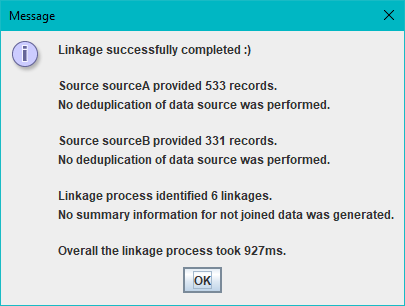 Message
Linkage successfully completed :)
Source sourceA provided 533 records.
No deduplication of data source was performed.
Source sourceB provided 331 records.
No deduplication of data source was performed.
Linkage process identified 6 linkages.
No summary information for not joined data was generated.
Overall the linkage process took 927ms.
OK